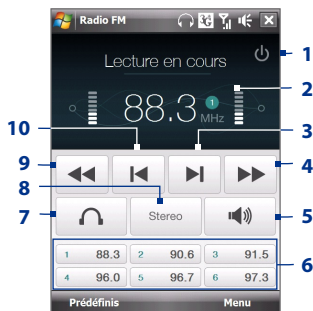 Radio FM
Lecture en cours
1
88.3 1 MHz
2
10
3
9
8
4
7
Stereo
5
1 88.3 2 90.6 3 91.5
6
4 96.0 5 96.7 6 97.3
Prédéfinis Menu